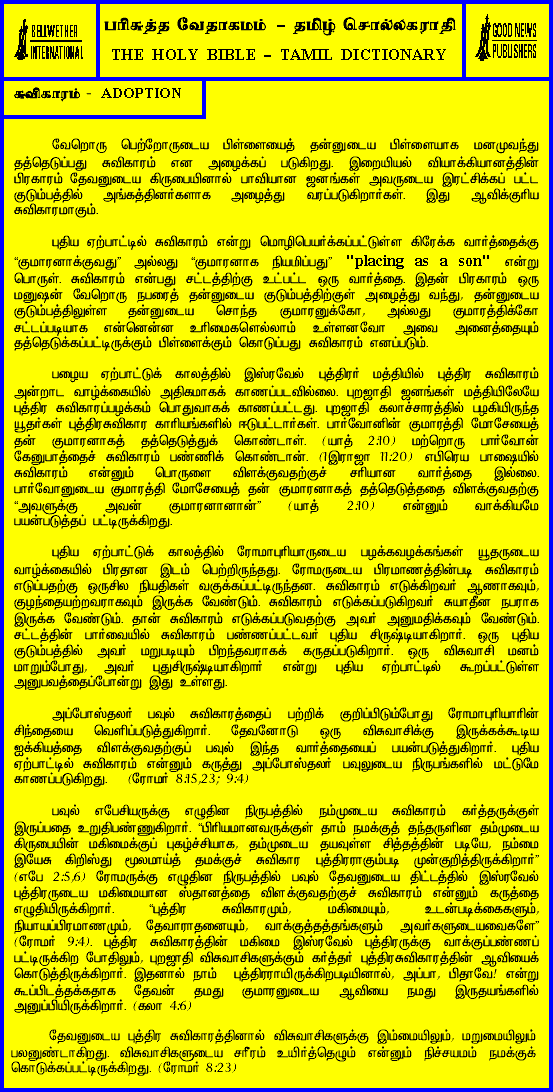 BELLWETHER
INTERNATIONAL
பரிசுத்த வேதாகமம் – தமிழ் சொல்லகராதி
THE HOLY BIBLE – TAMIL DICTIONARY
GOOD NEWS
PUBLISHERS
சுவிகாரம் - ADOPTION
வேறொரு பெற்றோருடைய பிள்ளையைத் தன்னுடைய பிள்ளையாக மனமுவந்து
தத்தெடுப்பது சுவிகாரம் என அழைக்கப் படுகிறது. இறையியல் வியாக்கியானத்தின்
பிரகாரம் தேவனுடைய கிருபையினால் பாவியான ஜனங்கள் அவருடைய இரட்சிக்கப் பட்ட
குடும்பத்தில் அங்கத்தினர்களாக அழைத்து வரப்படுகிறார்கள். இது ஆவிக்குரிய
சுவிகாரமாகும்.
புதிய ஏற்பாட்டில் சுவிகாரம் என்று மொழிபெயர்க்கப்பட்டுள்ள கிரேக்க வார்த்தைக்கு
“குமாரனாக்குவது” அல்லது “குமாரனாக நியமிப்பது” "placing as a son" என்று
பொருள். சுவிகாரம் என்பது சட்டத்திற்கு உட்பட்ட ஒரு வார்த்தை. இதன் பிரகாரம் ஒரு
மனுஷன் வேறொரு நபரைத் தன்னுடைய குடும்பத்திற்குள் அழைத்து வந்து, தன்னுடைய
குடும்பத்திலுள்ள தன்னுடைய சொந்த குமாரனுக்கோ, அல்லது குமாரத்திக்கோ
சட்டப்படியாக என்னென்ன உரிமைகளெல்லாம் உள்ளனவோ அவை அனைத்தையும்
தத்தெடுக்கப்பட்டிருக்கும் பிள்ளைக்கும் கொடுப்பது சுவிகாரம் எனப்படும்.
பழைய ஏற்பாட்டுக் காலத்தில் இஸ்ரவேல் புத்திரர் மத்தியில் புத்திர சுவிகாரம்
அன்றாட வாழ்க்கையில் அதிகமாகக் காணப்படவில்லை. புறஜாதி ஜனங்கள் மத்தியிலேயே
புத்திர சுவிகாரப்பழக்கம் பொதுவாகக் காணப்பட்டது. புறஜாதி கலாச்சாரத்தில் பழகியிருந்த
யூதர்கள் புத்திரசுவிகார காரியங்களில் ஈடுபட்டார்கள். பார்வோனின் குமாரத்தி மோசேயைத்
தன் குமாரனாகத் தத்தெடுத்துக் கொண்டாள். (யாத் 2:10) மற்றொரு பார்வோன்
கேனுபாத்தைச் சுவிகாரம் பண்ணிக் கொண்டான். (1இராஜா 11:20) எபிரெய பாஷையில்
சுவிகாரம் என்னும் பொருளை விளக்குவதற்குச் சரியான வார்த்தை இல்லை.
பார்வோனுடைய குமாரத்தி மோசேயைத் தன் குமாரனாகத் தத்தெடுத்ததை விளக்குவதற்கு
“அவளுக்கு அவன் குமாரனானான்” (யாத் 2:10) என்னும் வாக்கியமே
பயன்படுத்தப் பட்டிருக்கிறது.
புதிய ஏற்பாட்டுக் காலத்தில் ரோமாபுரியாருடைய பழக்கவழக்கங்கள் யூதருடைய
வாழ்க்கையில் பிரதான இடம் பெற்றிருந்தது. ரோமருடைய பிரமாணத்தின்படி சுவிகாரம்
எடுப்பதற்கு ஒருசில நியதிகள் வகுக்கப்பட்டிருந்தன. சுவிகாரம் எடுக்கிறவர் ஆணாகவும்,
குழந்தையற்றவராகவும் இருக்க வேண்டும். சுவிகாரம் எடுக்கப்படுகிறவர் சுயாதீன நபராக
இருக்க வேண்டும். தான் சுவிகாரம் எடுக்கப்படுவதற்கு அவர் அனுமதிக்கவும் வேண்டும்.
சட்டத்தின் பார்வையில் சுவிகாரம் பண்ணப்பட்டவர் புதிய சிருஷ்டியாகிறார். ஒரு புதிய
குடும்பத்தில் அவர் மறுபடியும் பிறந்தவராகக் கருதப்படுகிறார். ஒரு விசுவாசி மனம்
மாறும்போது, அவர் புதுசிருஷ்டியாகிறார் என்று புதிய ஏற்பாட்டில் கூறப்பட்டுள்ள
அனுபவத்தைப்போன்று இது உள்ளது.
அப்போஸ்தலர் பவுல் சுவிகாரத்தைப் பற்றிக் குறிப்பிடும்போது ரோமாபுரியாரின்
சிந்தையை வெளிப்படுத்துகிறார். தேவனோடு ஒரு விசுவாசிக்கு இருக்கக்கூடிய
ஐக்கியத்தை விளக்குவதற்குப் பவுல் இந்த வார்த்தையைப் பயன்படுத்துகிறார். புதிய
ஏற்பாட்டில் சுவிகாரம் என்னும் கருத்து அப்போஸ்தலர் பவுலுடைய நிருபங்களில் மட்டுமே
காணப்படுகிறது. (ரோமர் 8:15,23; 9:4)
பவுல் எபேசியருக்கு எழுதின நிருபத்தில் நம்முடைய சுவிகாரம் கர்த்தருக்குள்
இருப்பதை உறுதிபண்ணுகிறார். “பிரியமானவருக்குள் தாம் நமக்குத் தந்தருளின தம்முடைய
கிருபையின் மகிமைக்குப் புகழ்ச்சியாக, தம்முடைய தயவுள்ள சித்தத்தின் படியே, நம்மை
இயேசு கிறிஸ்து மூலமாய்த் தமக்குச் சுவிகார புத்திரராகும்படி முன்குறித்திருக்கிறார்”
(எபே 2:5,6) ரோமருக்கு எழுதின நிருபத்தில் பவுல் தேவனுடைய திட்டத்தில் இஸ்ரவேல்
புத்திரருடைய மகிமையான ஸ்தானத்தை விளக்குவதற்குச் சுவிகாரம் என்னும் கருத்தை
எழுதியிருக்கிறார். “புத்திர சுவிகாரமும், மகிமையும், உடன்படிக்கைகளும்,
நியாயப்பிரமாணமும், தேவாராதனையும், வாக்குத்தத்தங்களும் அவர்களுடையவைகளே”
(ரோமர் 9:4). புத்திர சுவிகாரத்தின் மகிமை இஸ்ரவேல் புத்திரருக்கு வாக்குப்பண்ணப்
பட்டிருக்கிற போதிலும், புறஜாதி விசுவாசிகளுக்கும் கர்த்தர் புத்திரசுவிகாரத்தின் ஆவியைக்
கொடுத்திருக்கிறார். இதனால் நாம் புத்திரராயிருக்கிறபடியினால், அப்பா, பிதாவே! என்று
கூப்பிடத்தக்கதாக தேவன் தமது குமாரனுடைய ஆவியை நமது இருதயங்களில்
அனுப்பியிருக்கிறார். (கலா 4:6)
தேவனுடைய புத்திர சுவிகாரத்தினால் விசுவாசிகளுக்கு இம்மையிலும், மறுமையிலும்
பலனுண்டாகிறது. விசுவாசிகளுடைய சரீரம் உயிர்த்தெழும் என்னும் நிச்சயமும் நமக்குக்
கொடுக்கப்பட்டிருக்கிறது. (ரோமர் 8:23)